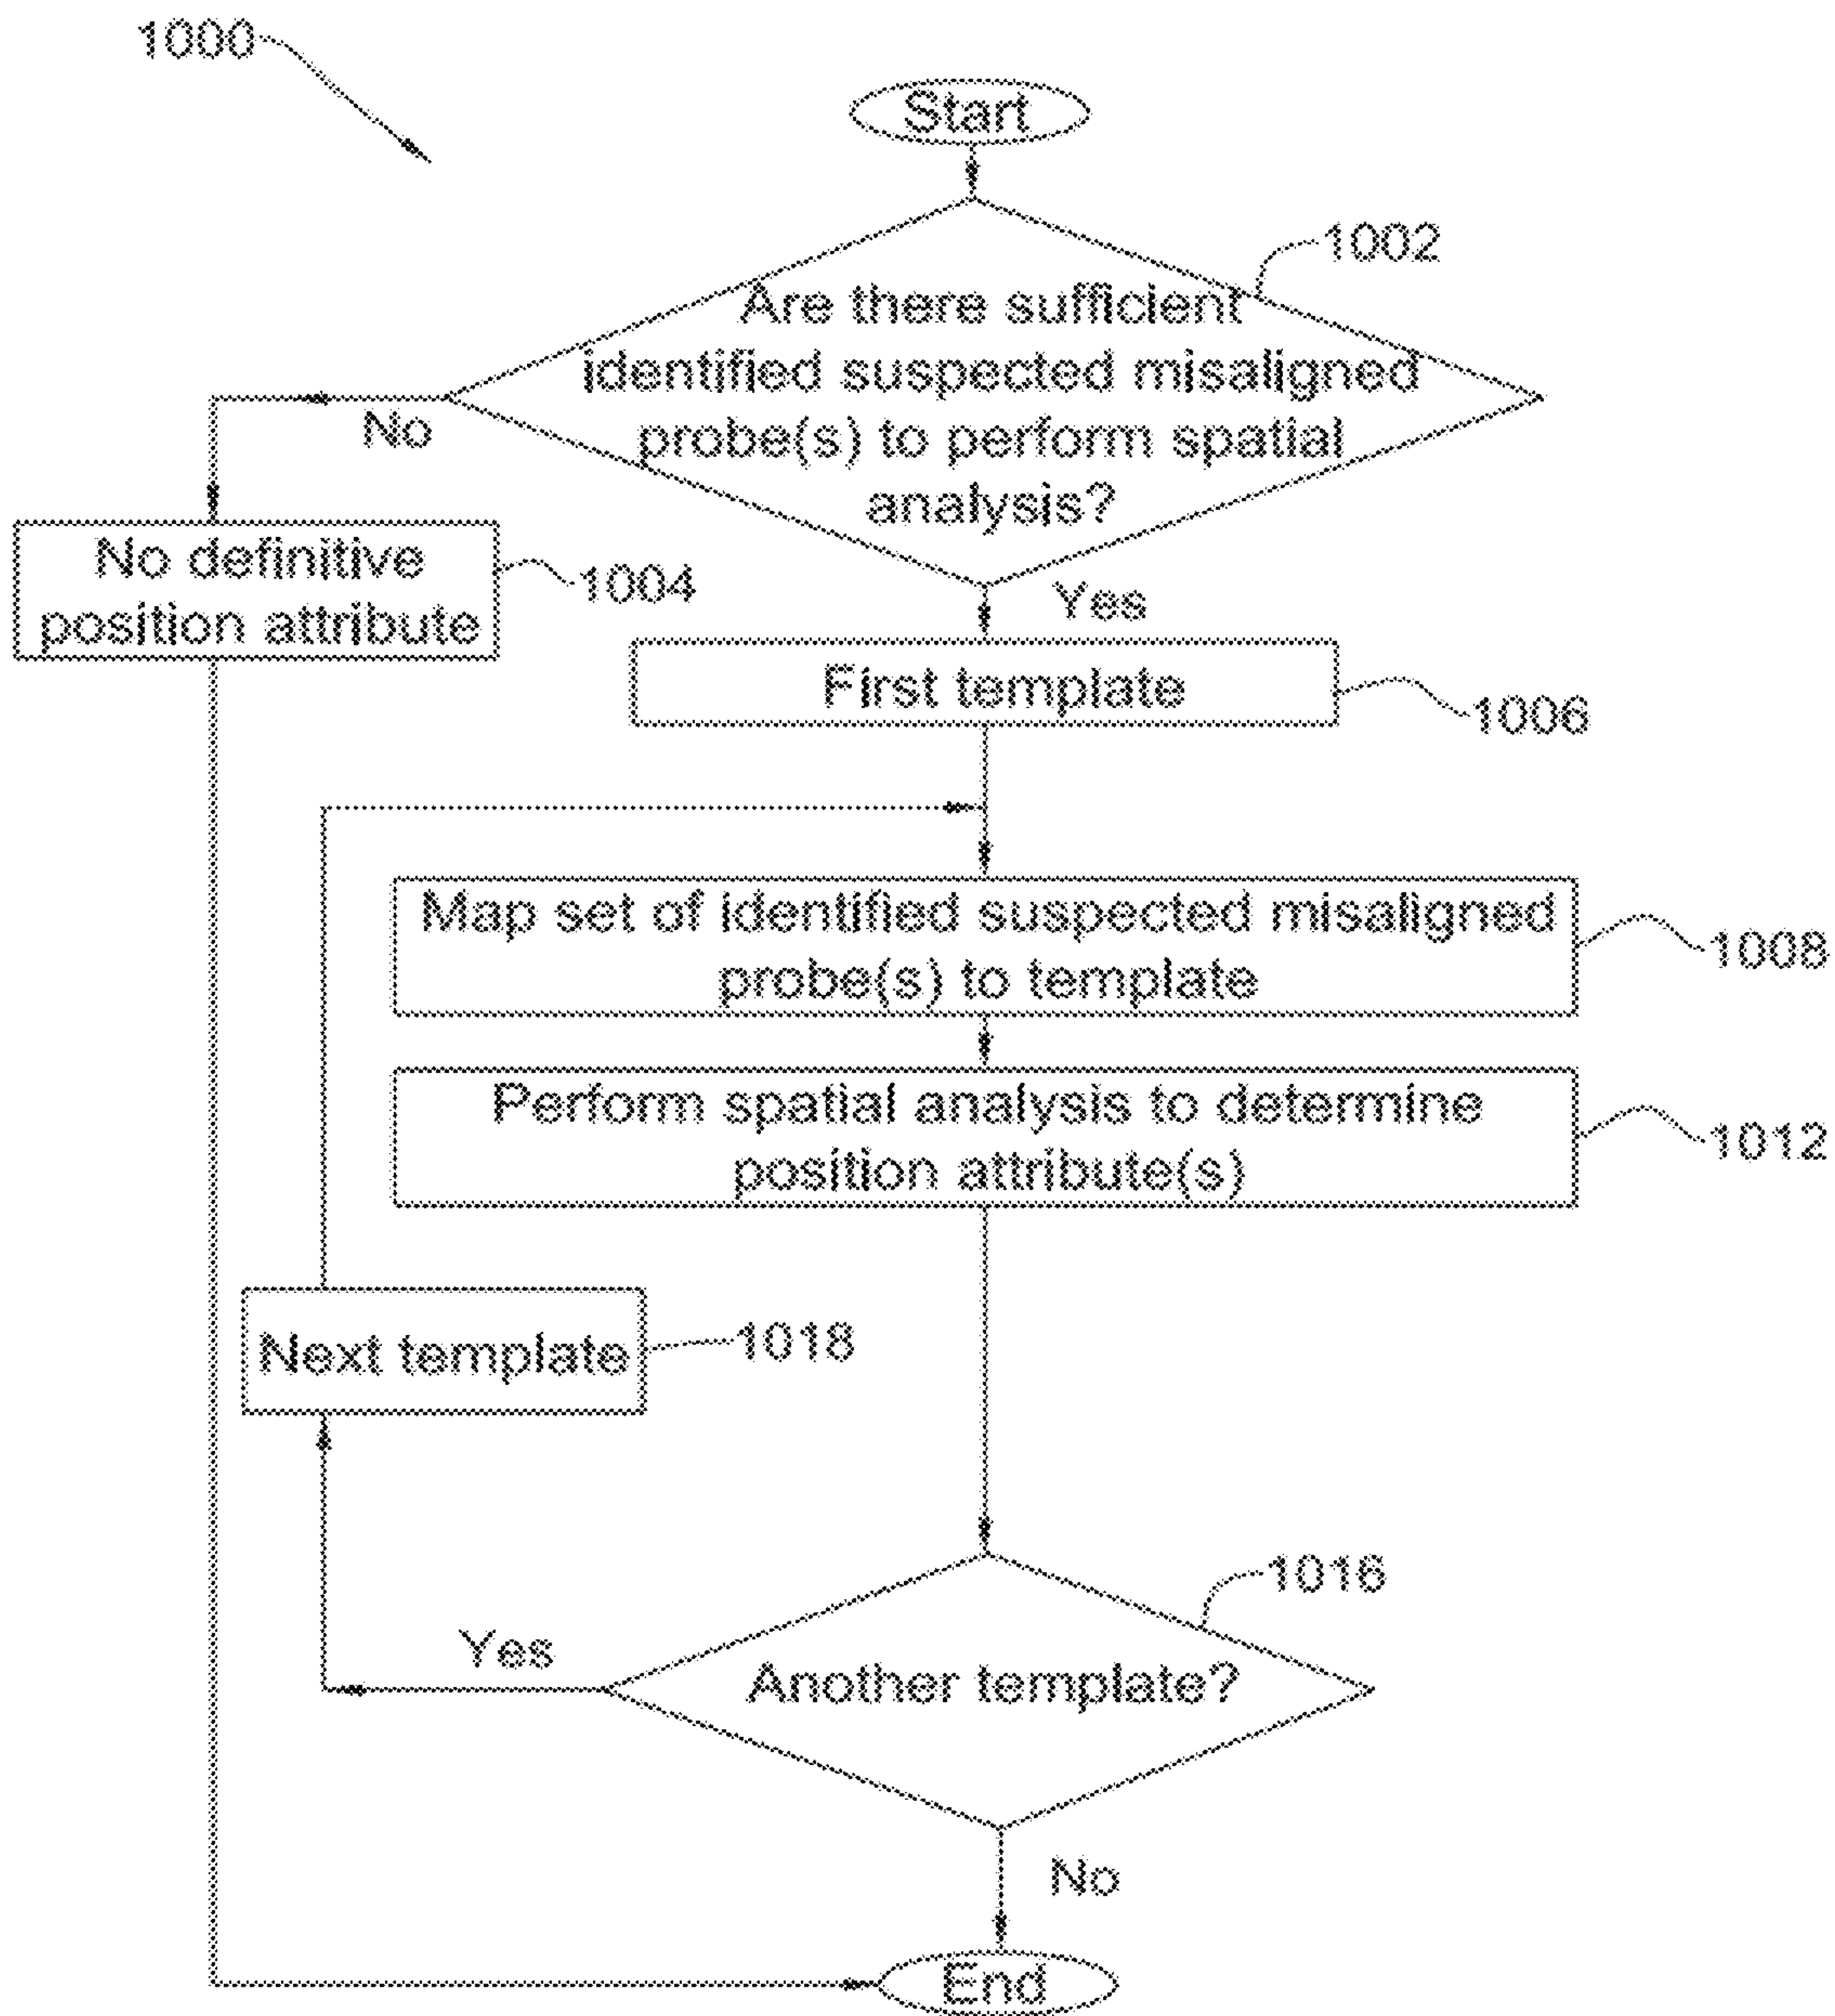 1000
Start
1002
Are there sufficient
identified suspected misaligned
probe(s) to perform spatial
analysis?
No
No definitive
position attribute
1004
Yes
First template
1006
Map set of identified suspected misaligned
probe(s) to template
1008
Perform spatial analysis to determine
position attribute(s)
1012
Next template
1018
1016
Yes
Another template?
No
End